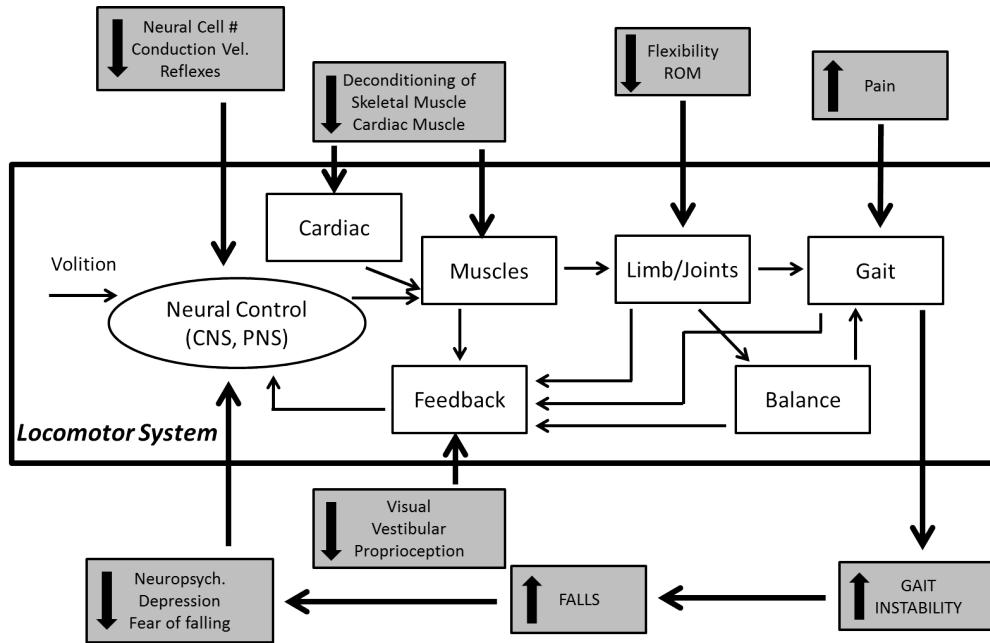 Neural Cell #
Conduction Vel.
Reflexes
Deconditioning of
Skeletal Muscle
Cardiac Muscle
Flexibility
ROM
Pain
Cardiac
Volition
Muscles
Limb/Joints
Gait
Neural Control
(CNS, PNS)
Feedback
Balance
Locomotor System
Visual
Vestibular
Proprioception
Neuropsych.
Depression
Fear of falling
FALLS
GAIT
INSTABILITY